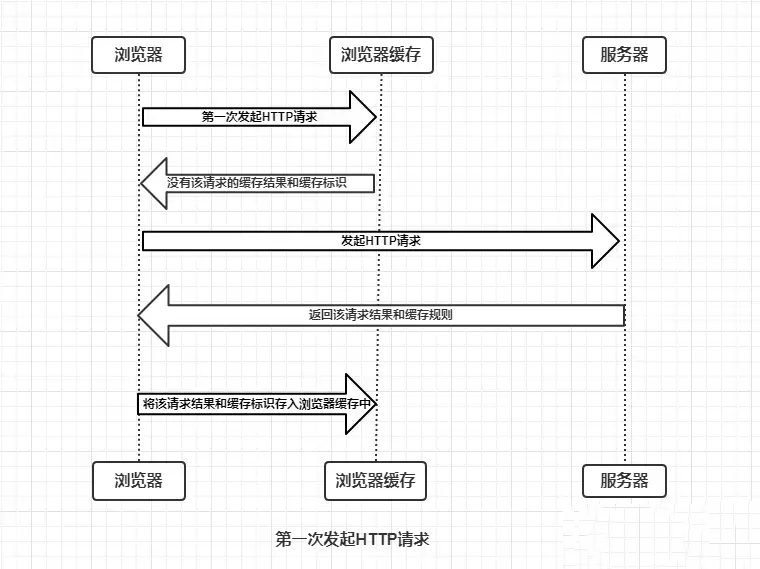 浏览器
浏览器缓存
服务器
第一次发起HTTP请求
没有该请求的缓存结果和缓存标识
发起HTTP请求
返回该请求结果和缓存规则
将该请求结果和缓存标识存入浏览器缓存中
浏览器
浏览器缓存
服务器
第一次发起HTTP请求